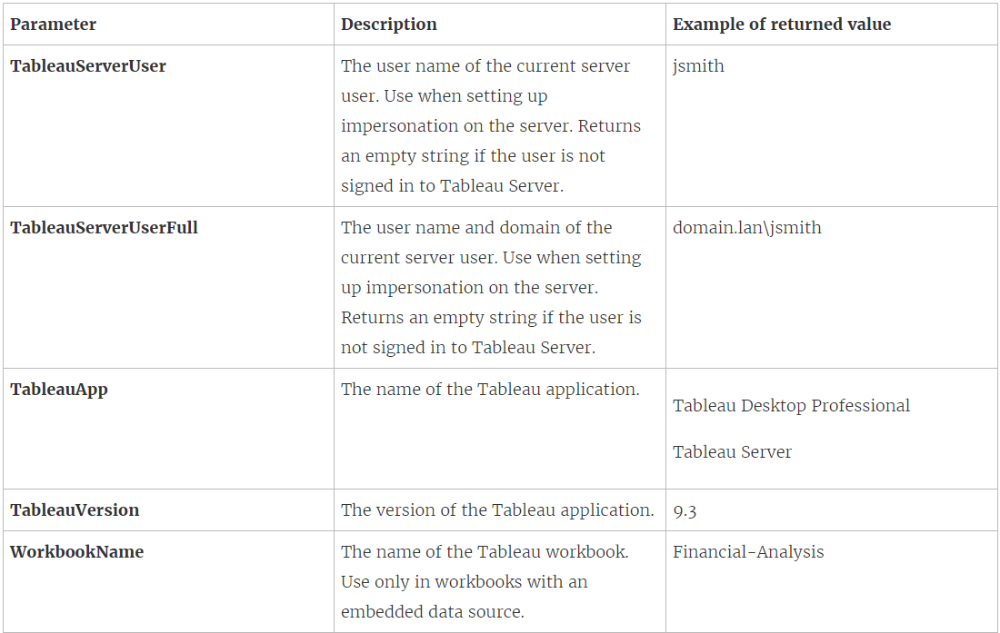 Parameter
Description
Example of returned value
TableauServerUser
The user name of the current server
user. Use when setting up
impersonation on the server. Returns
an empty string if the user is not
signed in to Tableau Server.
jsmith
TableauServerUserFull
The user name and domain of the
current server user. Use when setting
up impersonation on the server.
Returns an empty string if the user is
not signed in to Tableau Server.
domain.lan\jsmith
TableauApp
The name of the Tableau application.
Tableau Desktop Professional
Tableau Server
TableauVersion
The version of the Tableau application.
9.3
WorkbookName
The name of the Tableau workbook.
Use only in workbooks with an
embedded data source.
Financial-Analysis